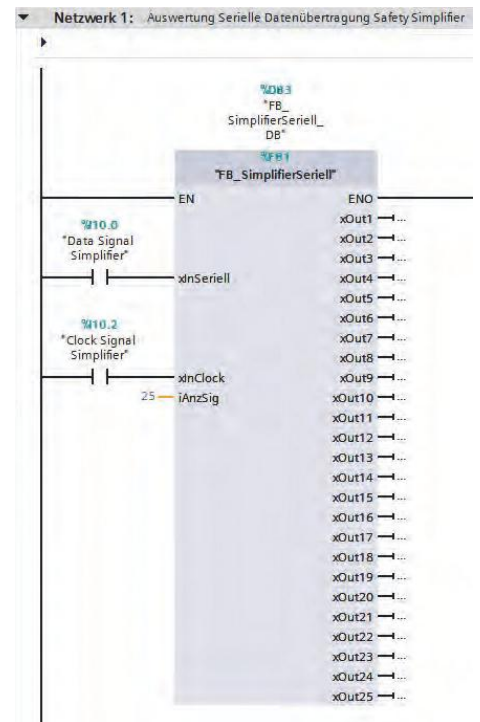 Netzwerk 1: Auswertung Serielle Datenübertragung Safety Simplifier
%DB3
"FB_
SimplifierSeriell_
DB"
%FB1
"FB_SimplifierSeriell"
EN ENO
xOut1 ...
%I10.0
"Data Signal
Simplifier"
xOut2 ...
xOut3 ...
xInSeriell xOut4 ...
xOut5 ...
xOut6 ...
%I10.2
"Clock Signal
Simplifier"
xOut7 ...
xOut8 ...
xInClock xOut9 ...
25 iAnzSig xOut10 ...
xOut11 ...
xOut12 ...
xOut13 ...
xOut14 ...
xOut15 ...
xOut16 ...
xOut17 ...
xOut18 ...
xOut19 ...
xOut20 ...
xOut21 ...
xOut22 ...
xOut23 ...
xOut24 ...
xOut25 ...